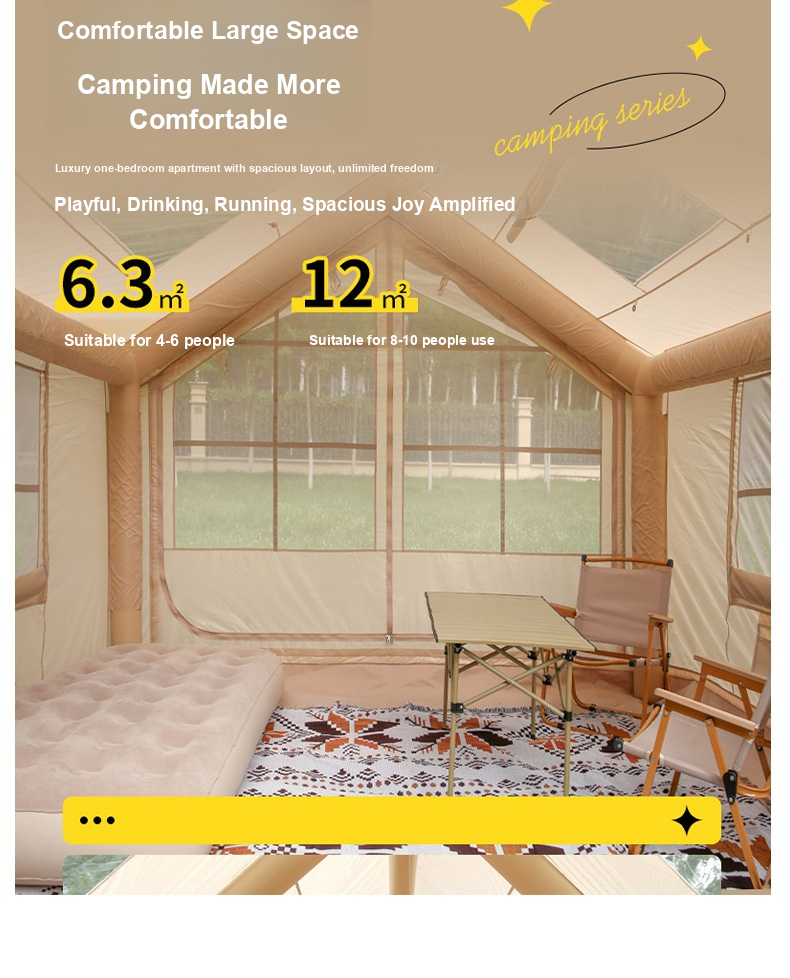 Comfortable Large Space
Camping Made More
Comfortable
camping series
Luxury one-bedroom apartment with spacious layout, unlimited freedom
Playful, Drinking, Running, Spacious Joy Amplified
6.3㎡
12㎡
Suitable for 4-6 people
Suitable for 8-10 people use